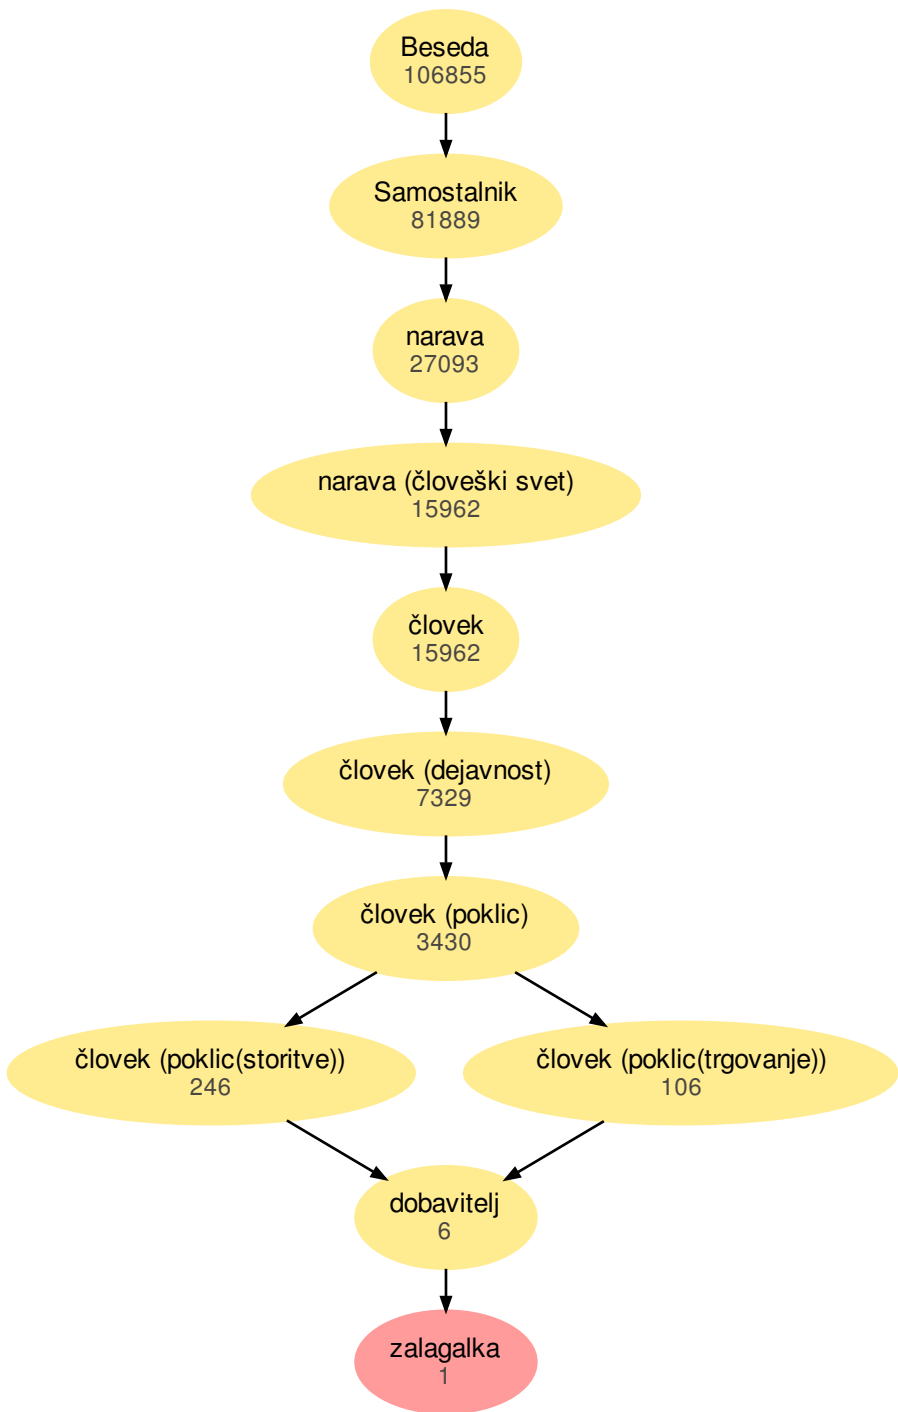 Beseda
106855
Samostalnik
81889
narava
27093
narava (človeški svet)
15962
človek
15962
človek (dejavnost)
7329
človek (poklic)
3430
človek (poklic(storitve))
246
človek (poklic(trgovanje))
106
dobavitelj
6
zalagalka
1